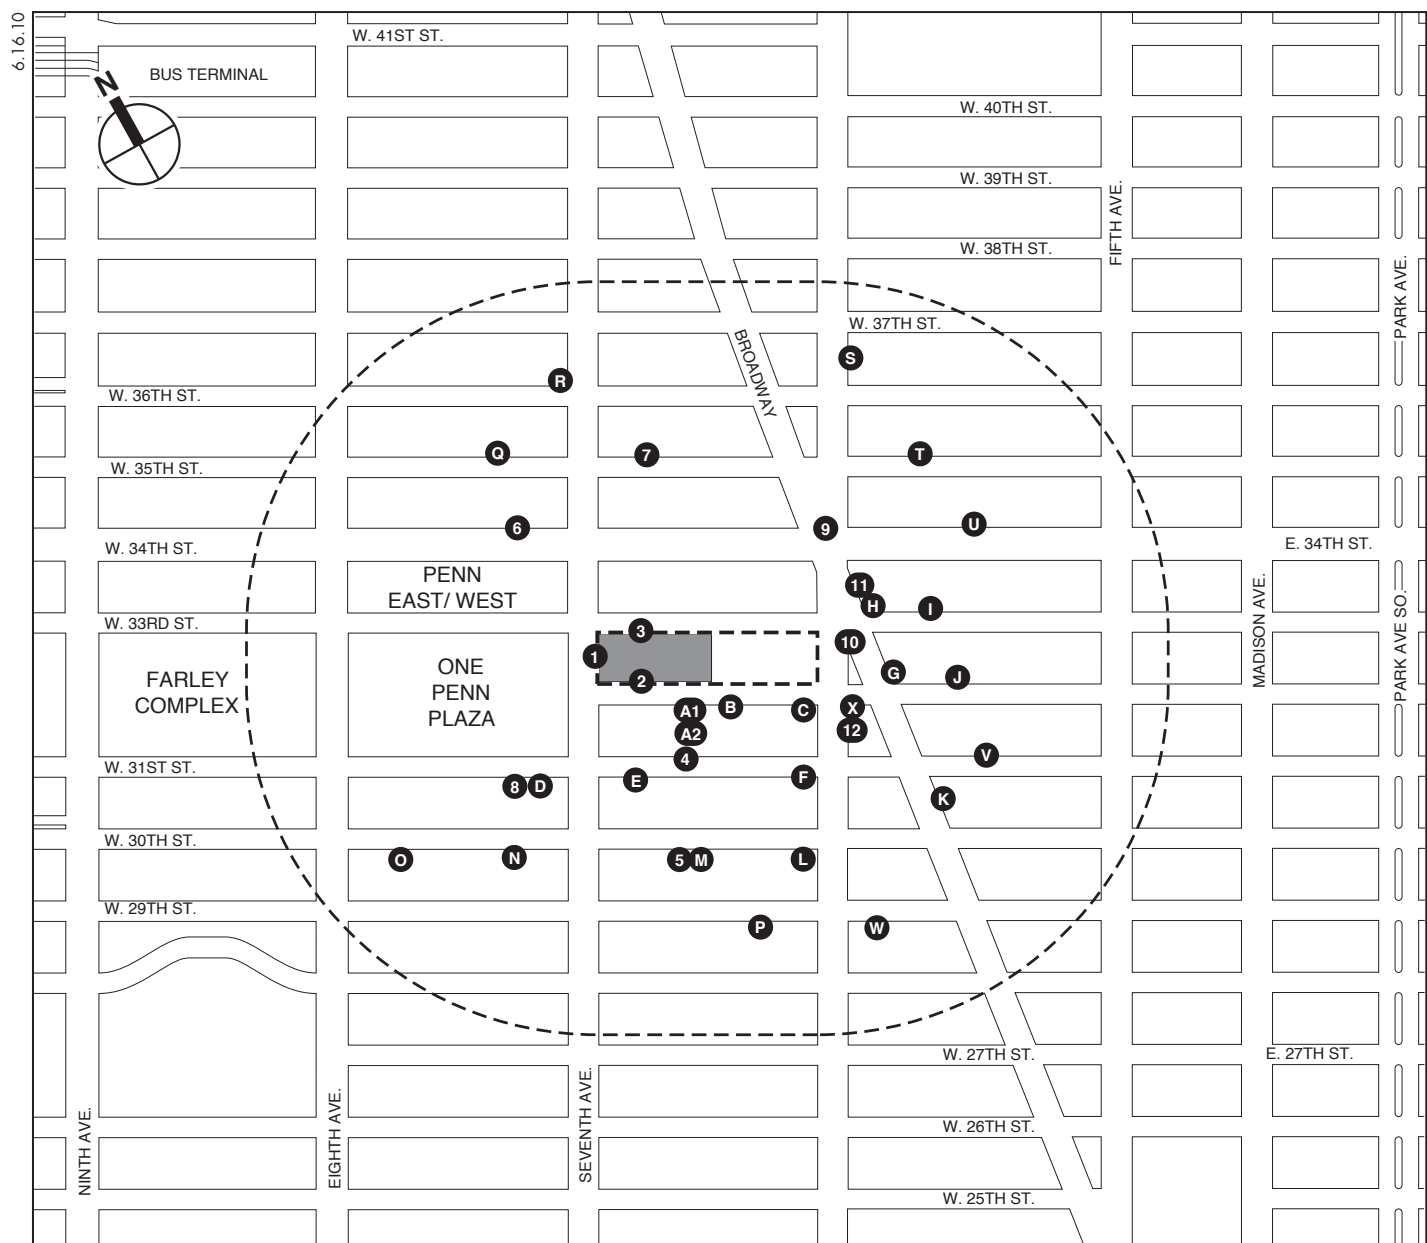 6.16.10
W. 41ST ST.
BUS TERMINAL
N
W. 40TH ST.
W. 39TH ST.
FIFTH AVE.
W. 38TH ST.
PARK AVE.
W. 37TH ST.
BROADWAY
S
R
W. 36TH ST.
Q
7
T
W. 35TH ST.
6
9
U
W. 34TH ST.
E. 34TH ST.
PENN
EAST/ WEST
11
H
I
MADISON AVE.
PARK AVE SO.
W. 33RD ST.
3
10
1
FARLEY
COMPLEX
ONE
PENN
PLAZA
2
G
J
A1
B
C
X
A2
12
4
V
W. 31ST ST.
8
D
E
F
K
W. 30TH ST.
O
N
5
M
L
W. 29TH ST.
P
W
W. 27TH ST.
E. 27TH ST.
NINTH AVE.
EIGHTH AVE.
SEVENTH AVE.
W. 26TH ST.
W. 25TH ST.